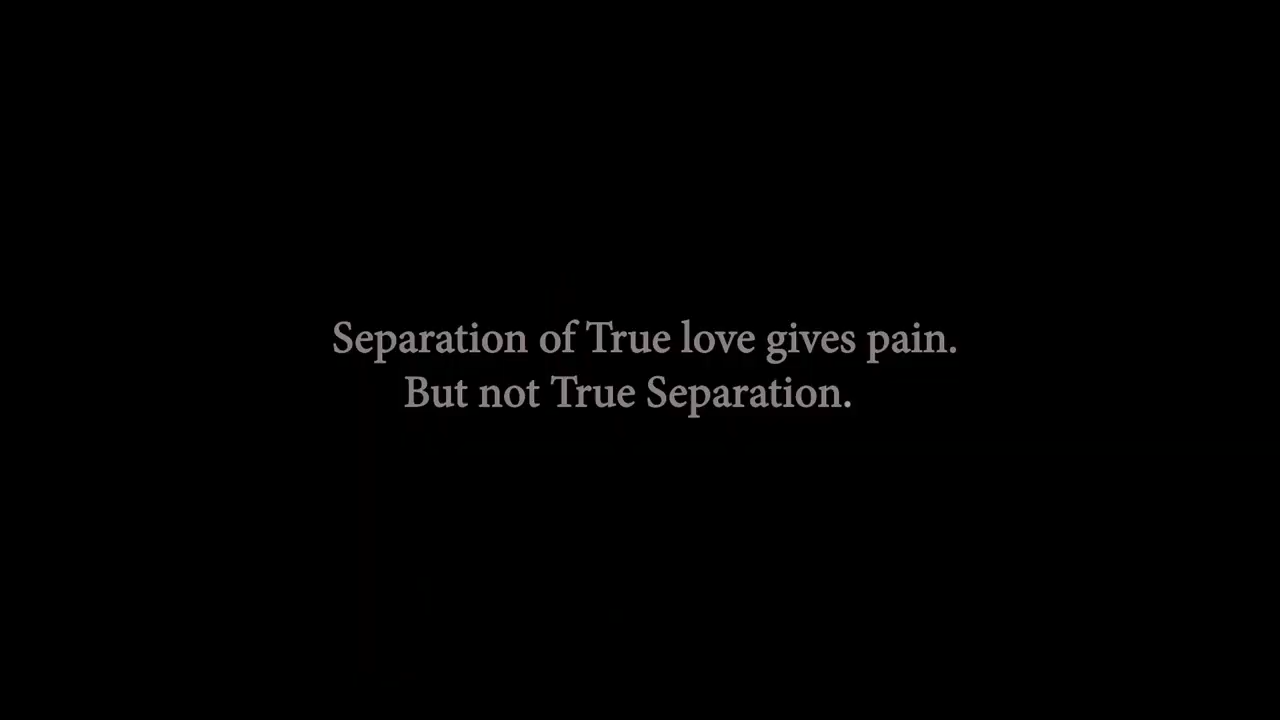 Separation of True love gives pain.
But not True Separation.